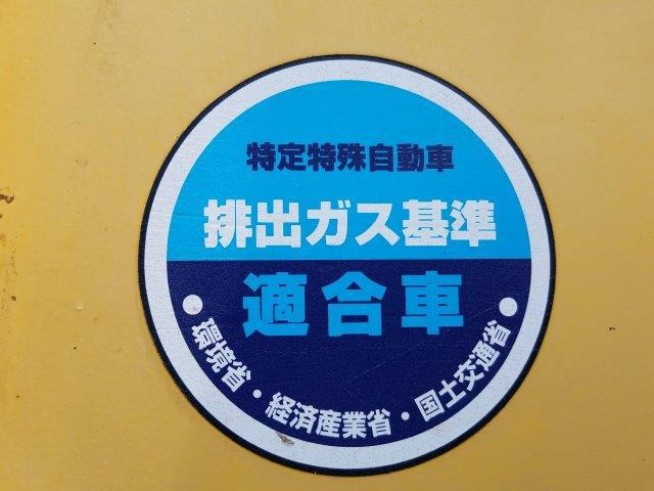 特定特殊自動車
排出ガス基準
適合車
環境省・経済産業省・国土交通省